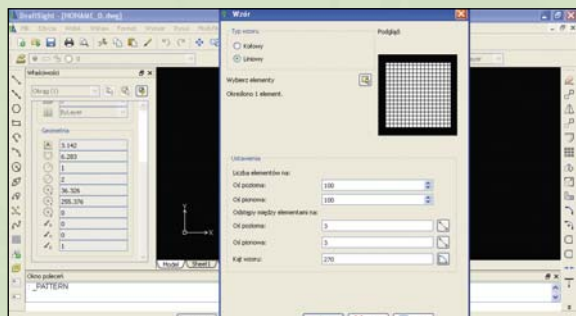 DraftSight - [NONAME_0.dwg]
Wzór
Właściwości
Okrąg (1)
ByLayer
Geometria
3.142
6.283
1
2
36.326
255.376
0
0
0
1
Typ wzoru
Kołowy
Liniowy
Podgląd:
Wybierz elementy
Określono 1 element.
Ustawienia
Liczba elementów na:
Oś pozioma:
100
Oś pionowa:
100
Odstępy między elementami na:
Oś pozioma:
3
Oś pionowa:
3
Kąt wzoru:
270
Y
X
Model
Sheet1
Okno poleceń
_PATTERN